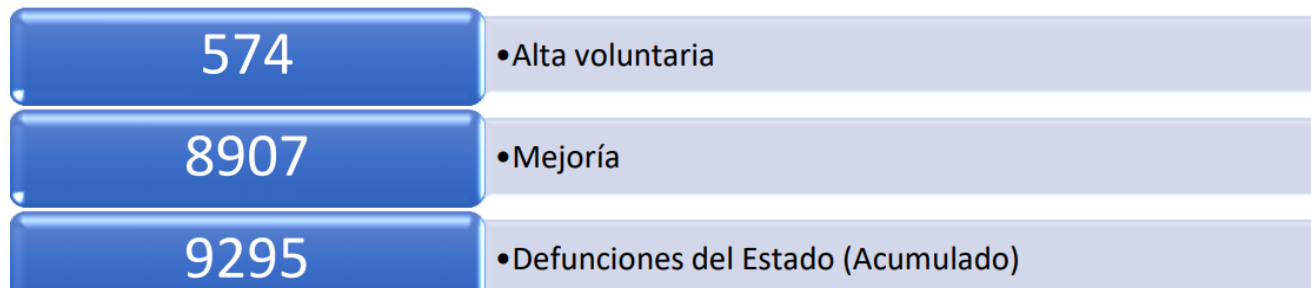 574 •Alta voluntaria
8907 •Mejoría
9295 •Defunciones del Estado (Acumulado)